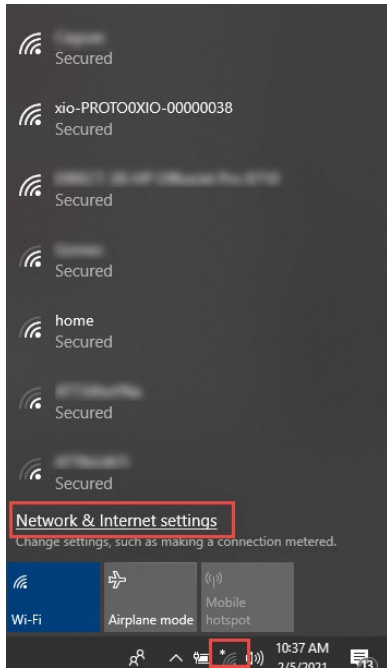 Secured
xio-PROTO0XIO-00000038
Secured
Secured
Secured
home
Secured
Secured
Secured
Network & Internet settings
Change settings, such as making a connection metered.
Wi-Fi
Airplane mode
Mobile
hotspot
10:37 AM
2/5/2021
13